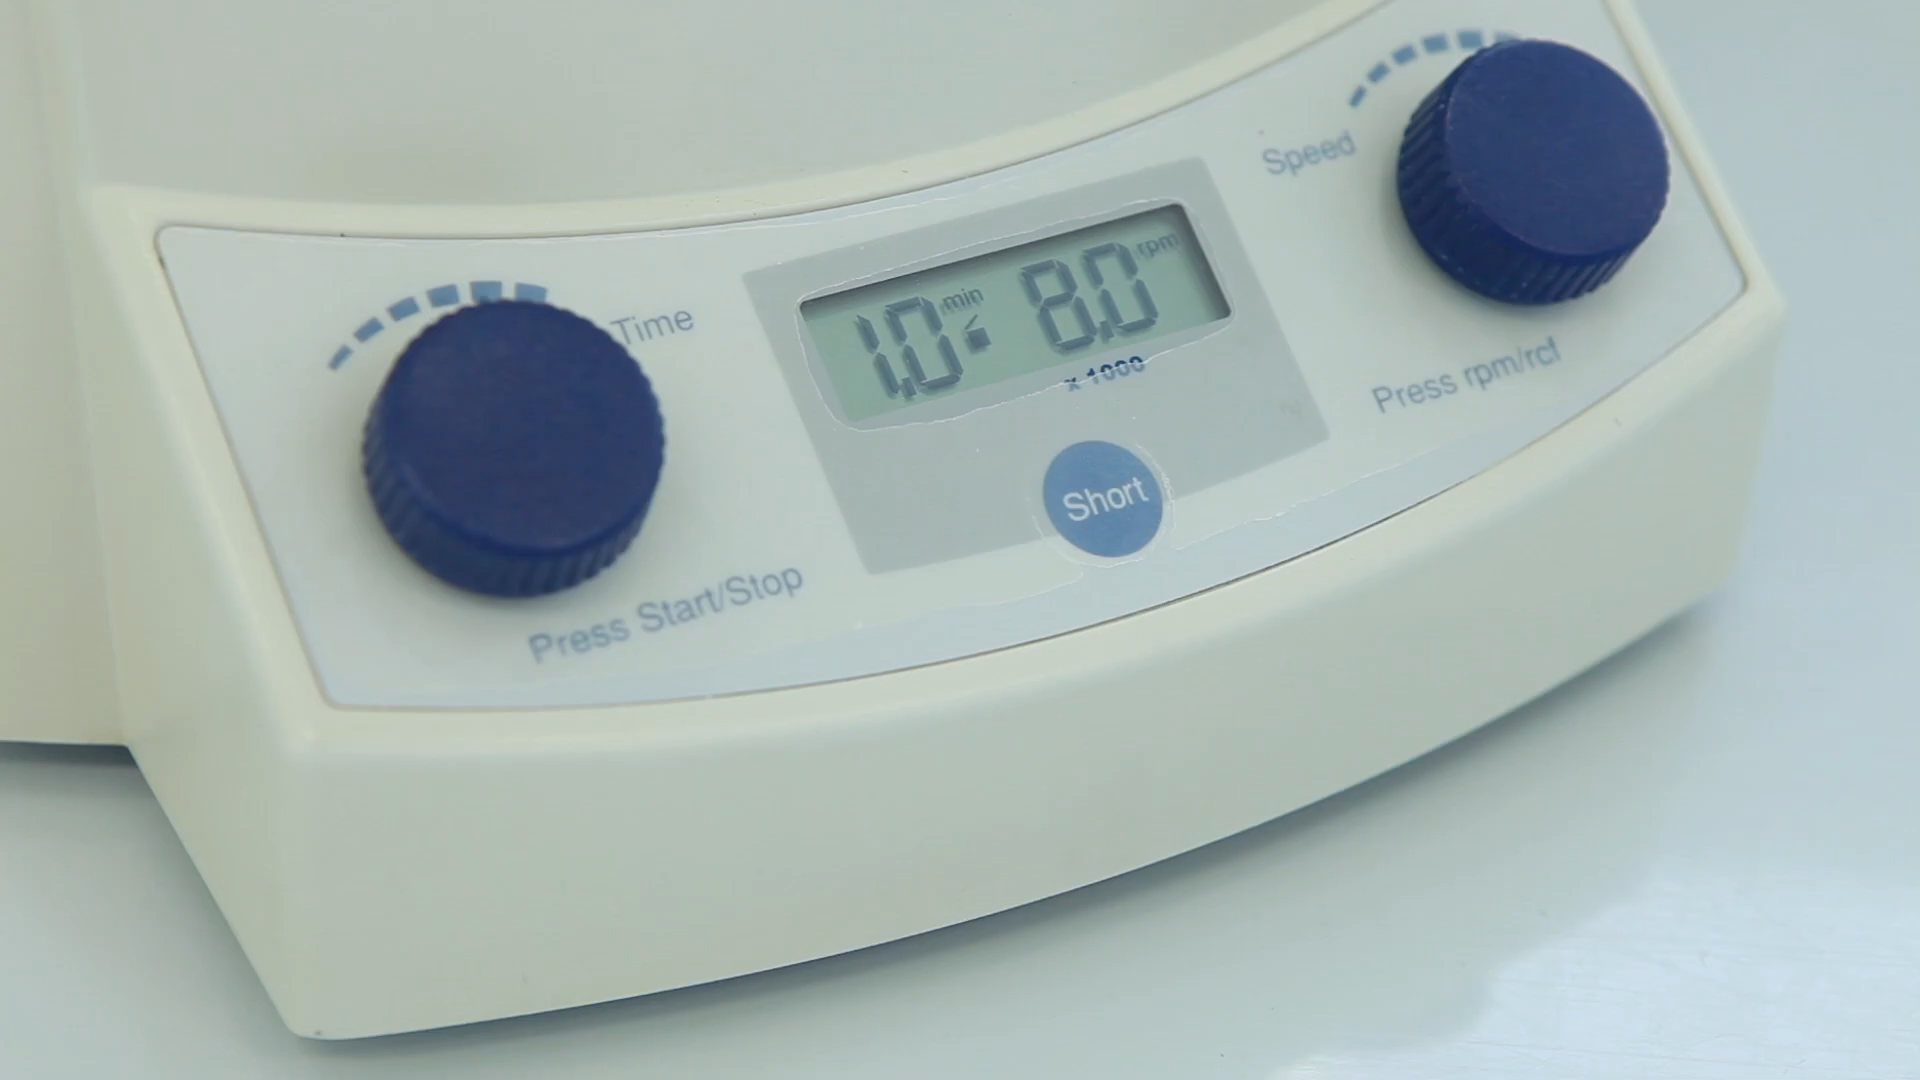 Speed
Time
1.0 min 8.0 rpm
x 1000
Press rpm/rcf
Short
Press Start/Stop